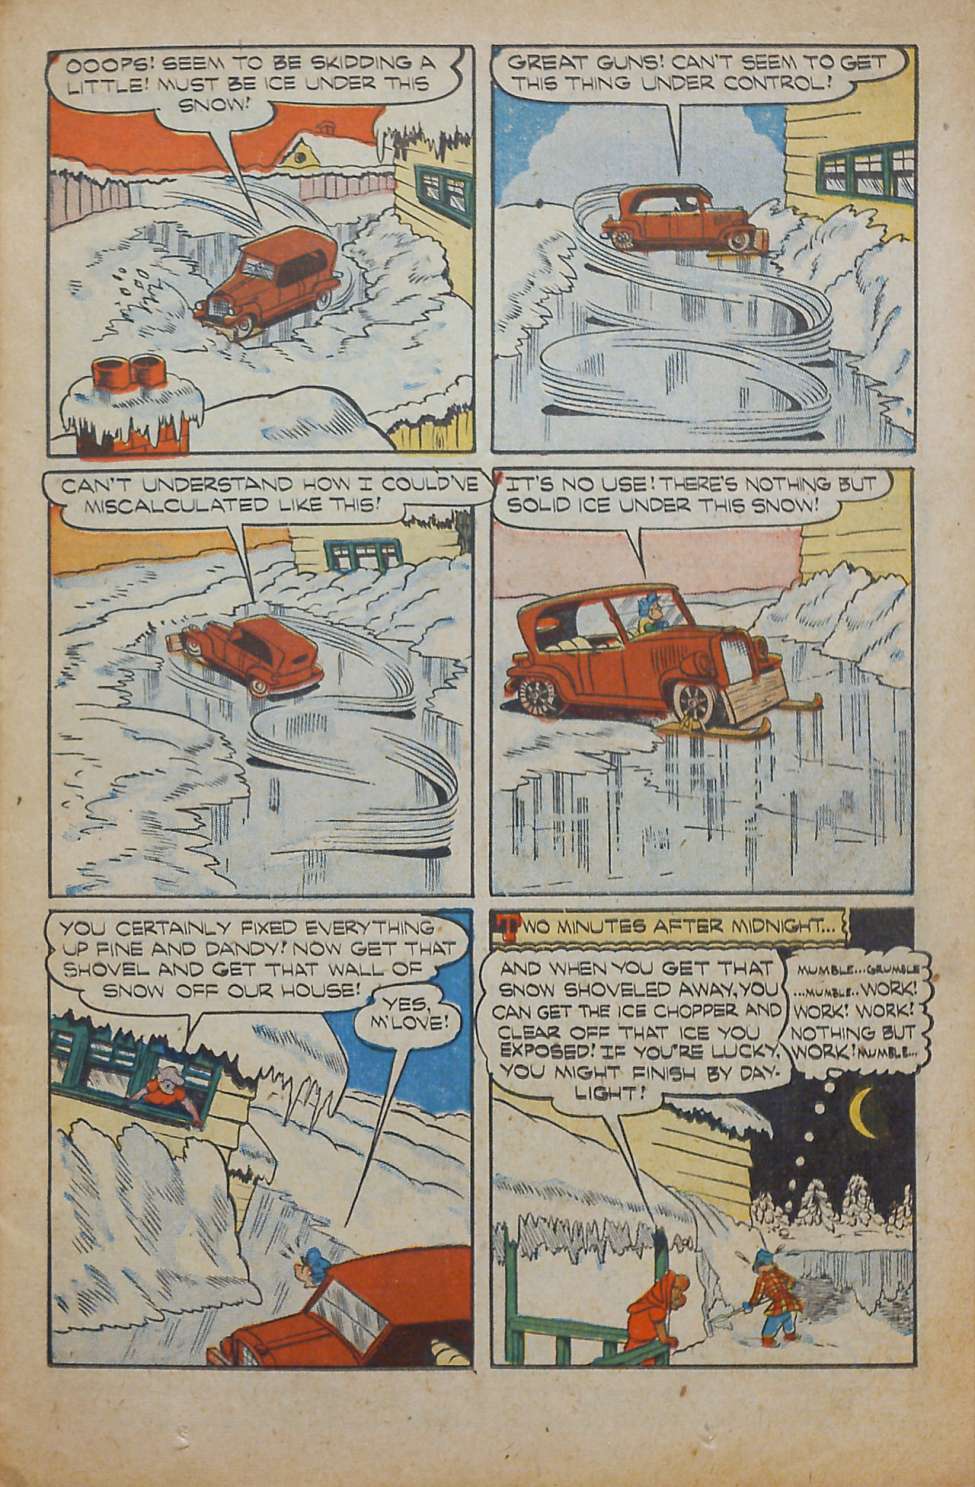 OOOPS! SEEM TO BE SKIDDING A
LITTLE! MUST BE ICE UNDER THIS
SNOW!
GREAT GUNS! CAN'T SEEM TO GET
THIS THING UNDER CONTROL!
CAN'T UNDERSTAND HOW I COULD'VE
MISCALCULATED LIKE THIS!
IT'S NO USE! THERE'S NOTHING BUT
SOLID ICE UNDER THIS SNOW!
YOU CERTAINLY FIXED EVERYTHING
UP FINE AND DANDY! NOW GET THAT
SHOVEL AND GET THAT WALL OF
SNOW OFF OUR HOUSE!
YES,
M'LOVE!
TWO MINUTES AFTER MIDNIGHT...
AND WHEN YOU GET THAT
SNOW SHOVELED AWAY, YOU
CAN GET THE ICE CHOPPER AND
CLEAR OFF THAT ICE YOU
EXPOSED! IF YOU'RE LUCKY,
YOU MIGHT FINISH BY DAY-
LIGHT!
MUMBLE...GRUMBLE
...MUMBLE..WORK!
WORK! WORK!
NOTHING BUT
WORK! MUMBLE...